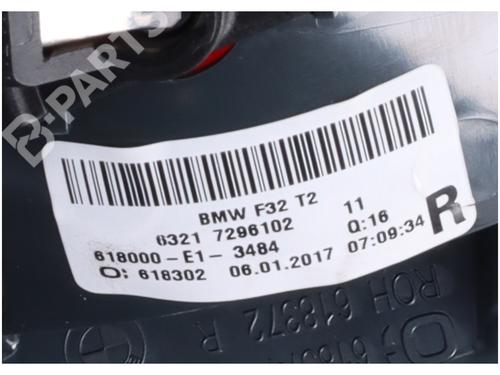 B-PARTS
BMW F32 T2
6321 7296102 11
618000-E1-3484 Q:16
O: 618302 06.01.2017 07:09:34
R
ROH 618372 R